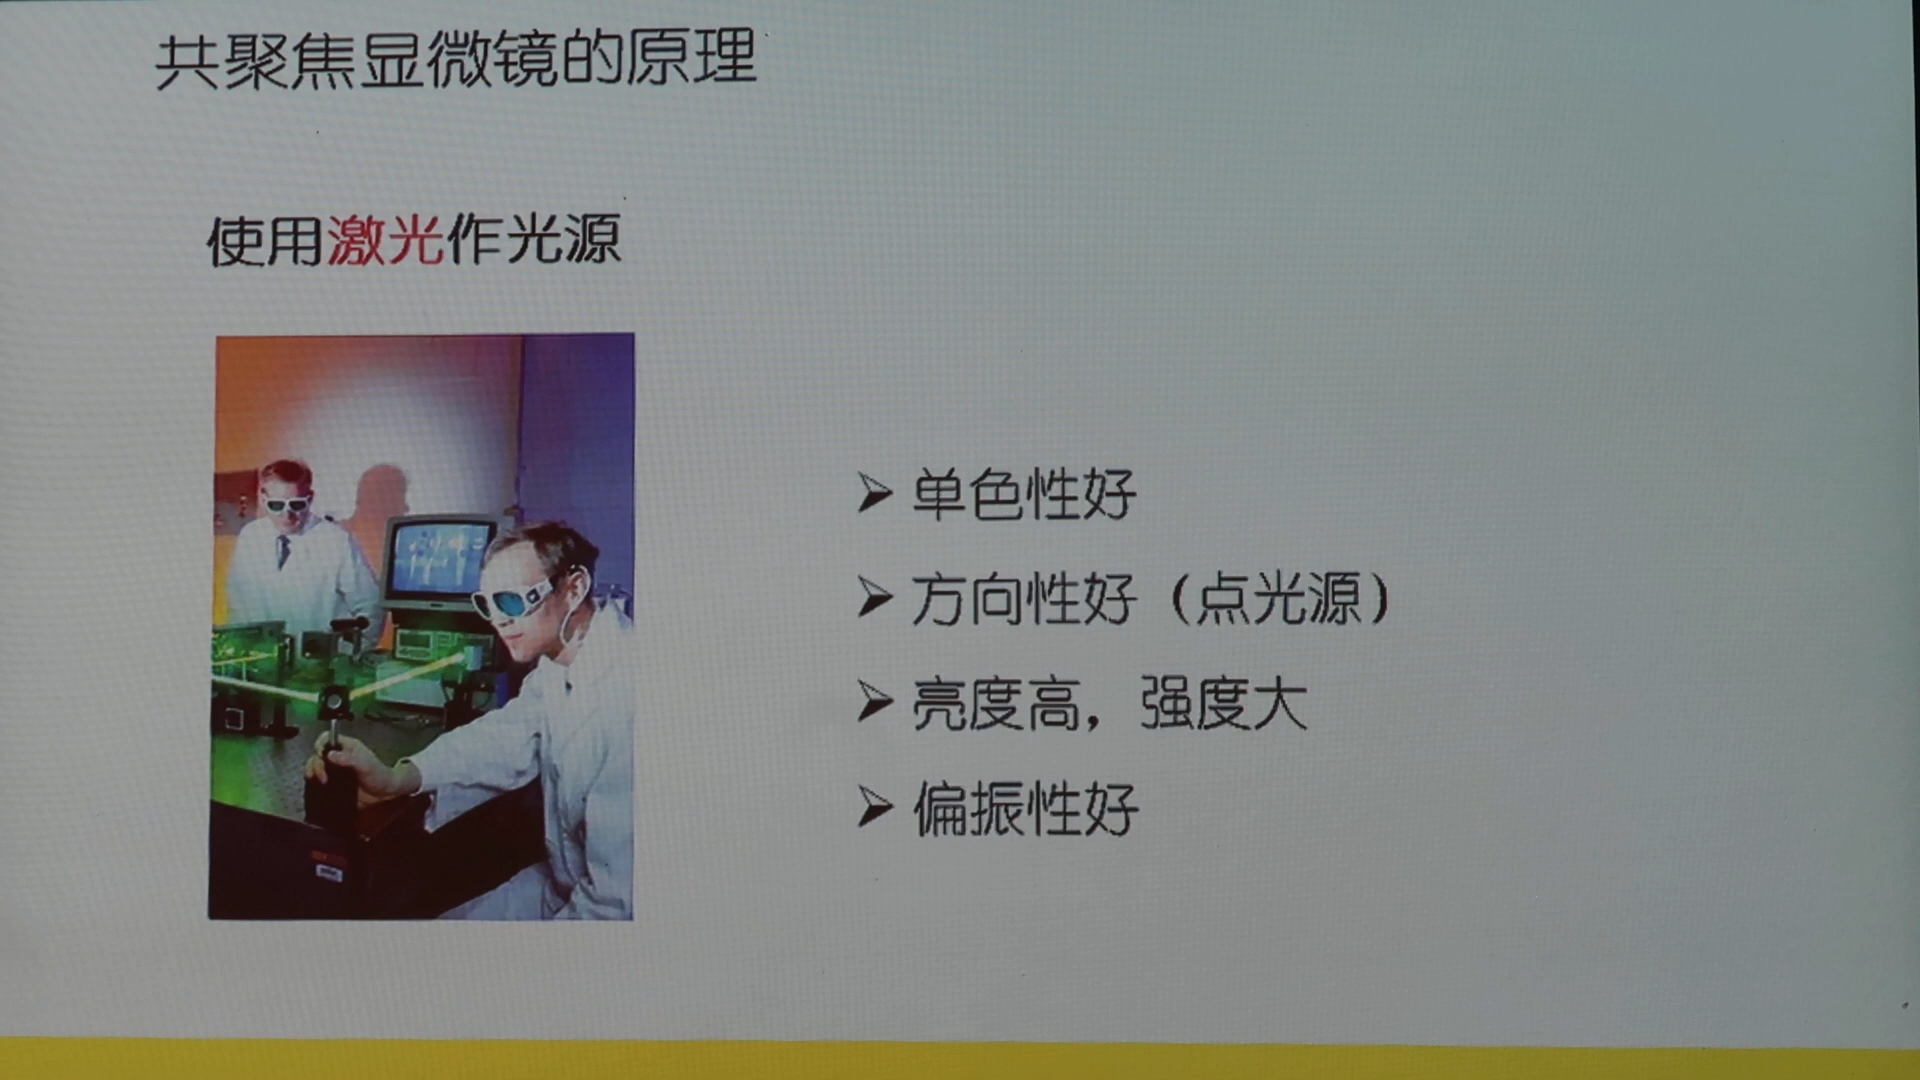 共聚焦显微镜的原理
使用激光作光源
➢ 单色性好
➢ 方向性好（点光源）
➢ 亮度高，强度大
➢ 偏振性好